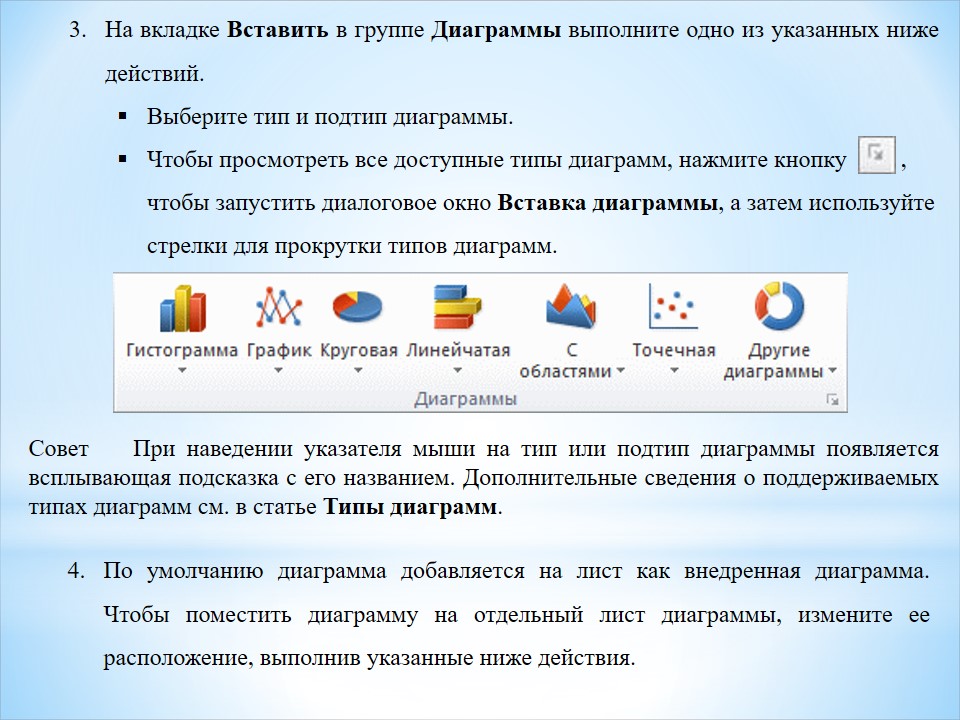 3. На вкладке Вставить в группе Диаграммы выполните одно из указанных ниже
действий.
▪ Выберите тип и подтип диаграммы.
▪ Чтобы просмотреть все доступные типы диаграмм, нажмите кнопку ,
чтобы запустить диалоговое окно Вставка диаграммы, а затем используйте
стрелки для прокрутки типов диаграмм.
Гистограмма График Круговая Линейчатая С областями Точечная Другие диаграммы
Диаграммы
Совет При наведении указателя мыши на тип или подтип диаграммы появляется
всплывающая подсказка с его названием. Дополнительные сведения о поддерживаемых
типах диаграмм см. в статье Типы диаграмм.
4. По умолчанию диаграмма добавляется на лист как внедренная диаграмма.
Чтобы поместить диаграмму на отдельный лист диаграммы, измените ее
расположение, выполнив указанные ниже действия.